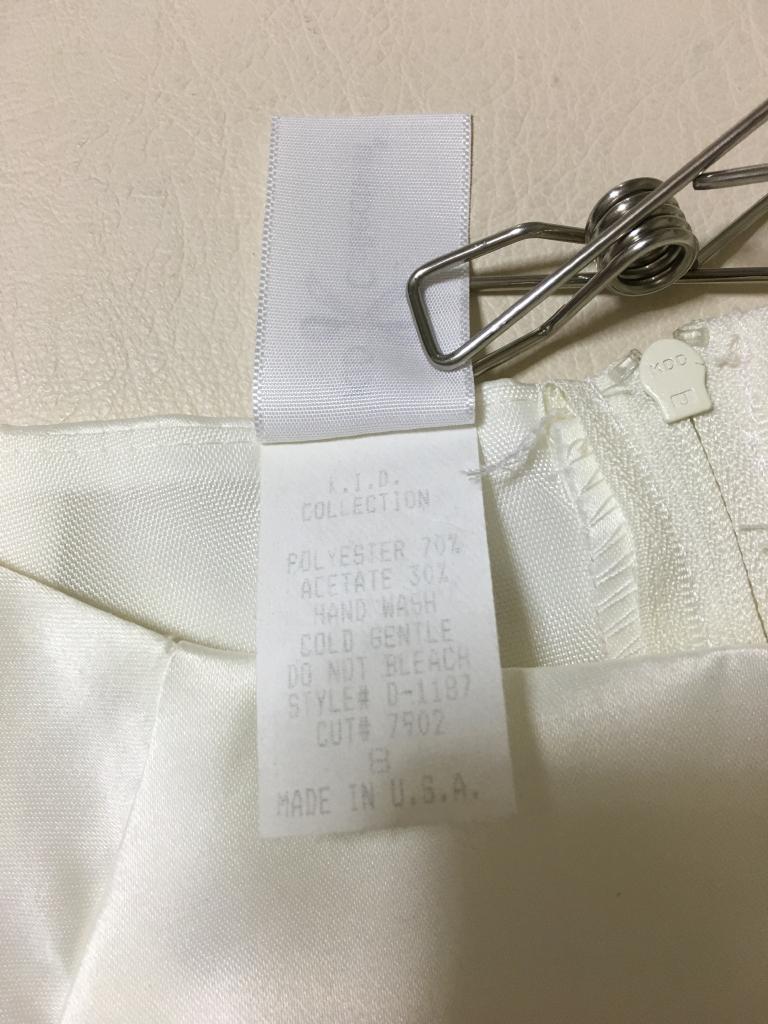 K.I.D.
COLLECTION
POLYESTER 70%
ACETATE 30%
HAND WASH
COLD GENTLE
DO NOT BLEACH
STYLE# D-1187
CUT# 7902
8
MADE IN U.S.A.